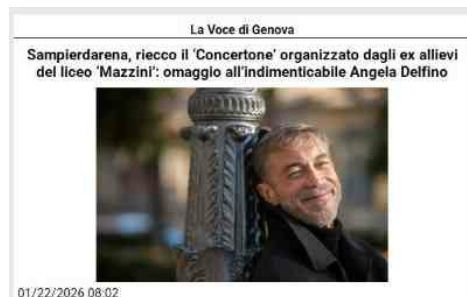 La Voce di Genova
Sampierdarena, riecco il 'Concertone' organizzato dagli ex allievi
del liceo 'Mazzini': omaggio all'indimenticabile Angela Delfino
01/22/2026 08:02